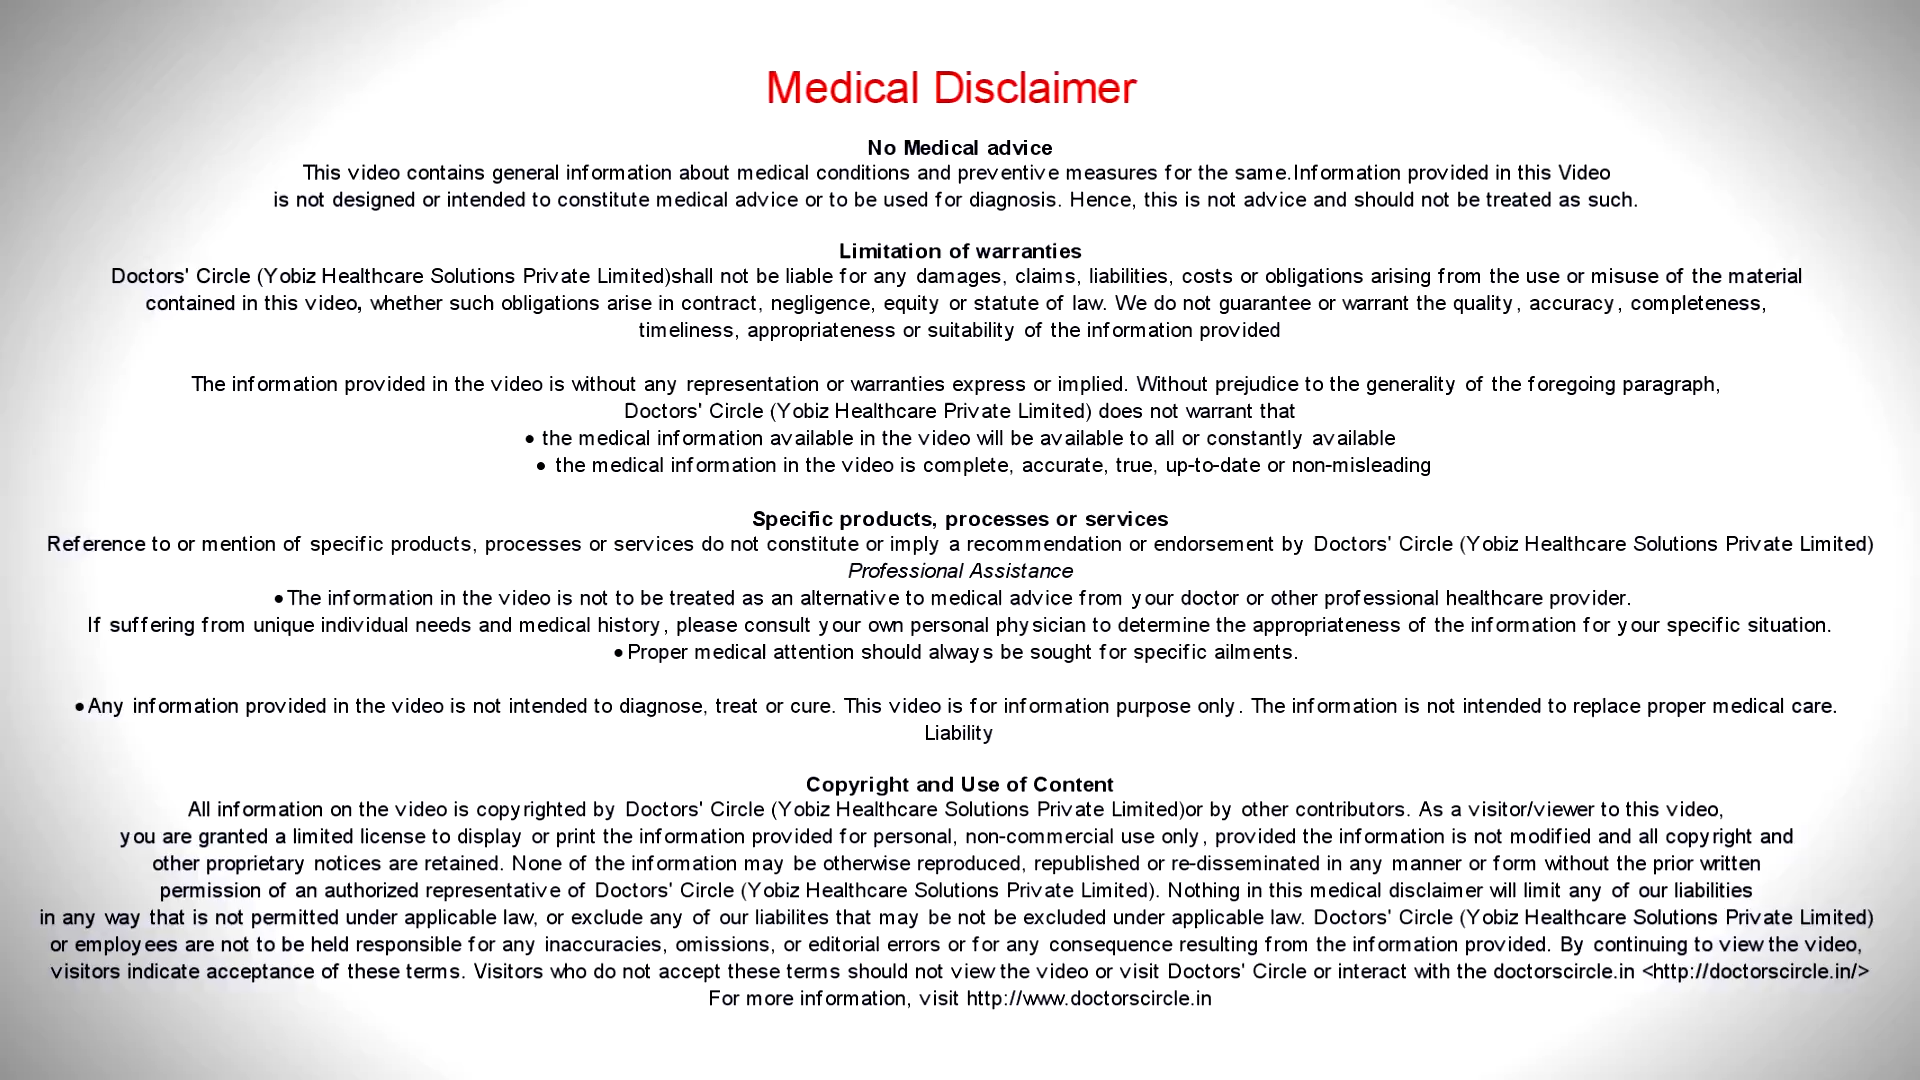 Medical Disclaimer
No Medical advice
This video contains general information about medical conditions and preventive measures for the same.Information provided in this Video
is not designed or intended to constitute medical advice or to be used for diagnosis. Hence, this is not advice and should not be treated as such.
Limitation of warranties
Doctors' Circle (Yobiz Healthcare Solutions Private Limited)shall not be liable for any damages, claims, liabilities, costs or obligations arising from the use or misuse of the material
contained in this video, whether such obligations arise in contract, negligence, equity or statute of law. We do not guarantee or warrant the quality, accuracy, completeness,
timeliness, appropriateness or suitability of the information provided
The information provided in the video is without any representation or warranties express or implied. Without prejudice to the generality of the foregoing paragraph,
Doctors' Circle (Yobiz Healthcare Private Limited) does not warrant that
• the medical information available in the video will be available to all or constantly available
• the medical information in the video is complete, accurate, true, up-to-date or non-misleading
Specific products, processes or services
Reference to or mention of specific products, processes or services do not constitute or imply a recommendation or endorsement by Doctors' Circle (Yobiz Healthcare Solutions Private Limited)
Professional Assistance
•The information in the video is not to be treated as an alternative to medical advice from your doctor or other professional healthcare provider.
If suffering from unique individual needs and medical history, please consult your own personal physician to determine the appropriateness of the information for your specific situation.
•Proper medical attention should always be sought for specific ailments.
•Any information provided in the video is not intended to diagnose, treat or cure. This video is for information purpose only. The information is not intended to replace proper medical care.
Liability
Copyright and Use of Content
All information on the video is copyrighted by Doctors' Circle (Yobiz Healthcare Solutions Private Limited)or by other contributors. As a visitor/viewer to this video,
you are granted a limited license to display or print the information provided for personal, non-commercial use only, provided the information is not modified and all copyright and
other proprietary notices are retained. None of the information may be otherwise reproduced, republished or re-disseminated in any manner or form without the prior written
permission of an authorized representative of Doctors' Circle (Yobiz Healthcare Solutions Private Limited). Nothing in this medical disclaimer will limit any of our liabilities
in any way that is not permitted under applicable law, or exclude any of our liabilites that may be not be excluded under applicable law. Doctors' Circle (Yobiz Healthcare Solutions Private Limited)
or employees are not to be held responsible for any inaccuracies, omissions, or editorial errors or for any consequence resulting from the information provided. By continuing to view the video,
visitors indicate acceptance of these terms. Visitors who do not accept these terms should not view the video or visit Doctors' Circle or interact with the doctorscircle.in <http://doctorscircle.in/>
For more information, visit http://www.doctorscircle.in